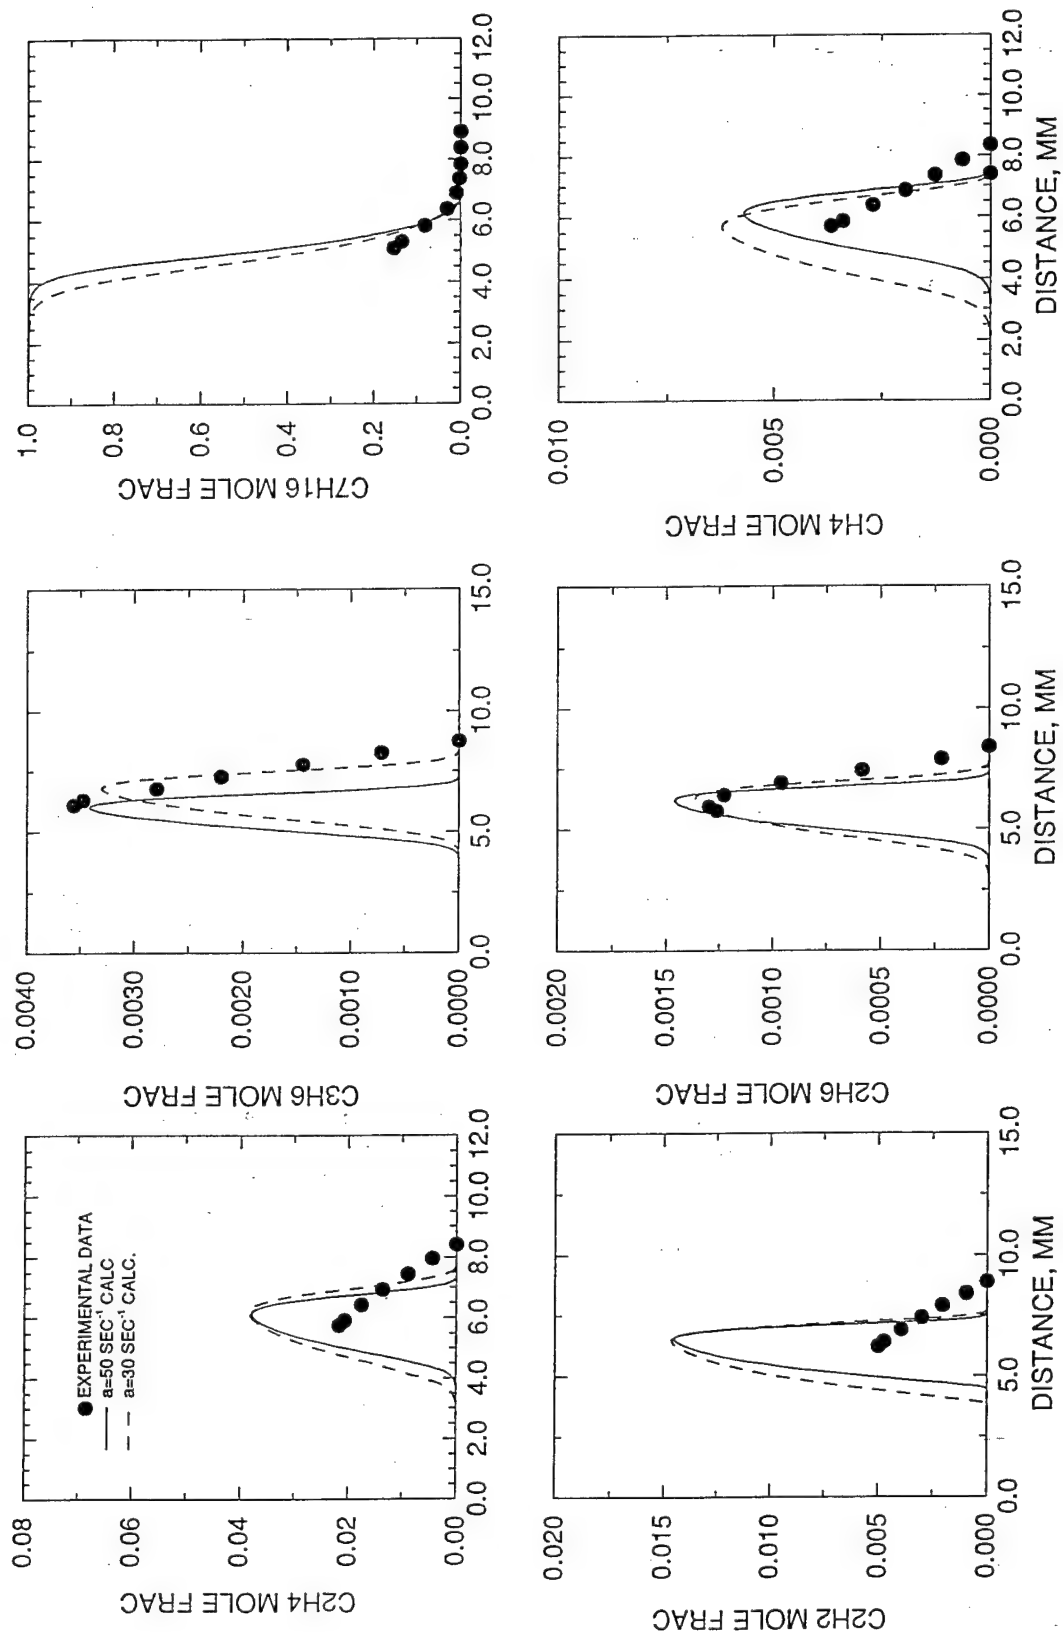 C2H4 MOLE FRAC
0.08
0.06
0.04
0.02
0.00
0.0 2.0 4.0 6.0 8.0 10.0 12.0
EXPERIMENTAL DATA
a=50 SEC⁻¹ CALC
a=30 SEC⁻¹ CALC.
C3H6 MOLE FRAC
0.0040
0.0030
0.0020
0.0010
0.0000
0.0 5.0 10.0 15.0
C7H16 MOLE FRAC
1.0
0.8
0.6
0.4
0.2
0.0
0.0 2.0 4.0 6.0 8.0 10.0 12.0
C2H2 MOLE FRAC
0.020
0.015
0.010
0.005
0.000
0.0 5.0 10.0 15.0
DISTANCE, MM
C2H6 MOLE FRAC
0.0020
0.0015
0.0010
0.0005
0.0000
0.0 5.0 10.0 15.0
DISTANCE, MM
CH4 MOLE FRAC
0.010
0.005
0.000
0.0 2.0 4.0 6.0 8.0 10.0 12.0
DISTANCE, MM